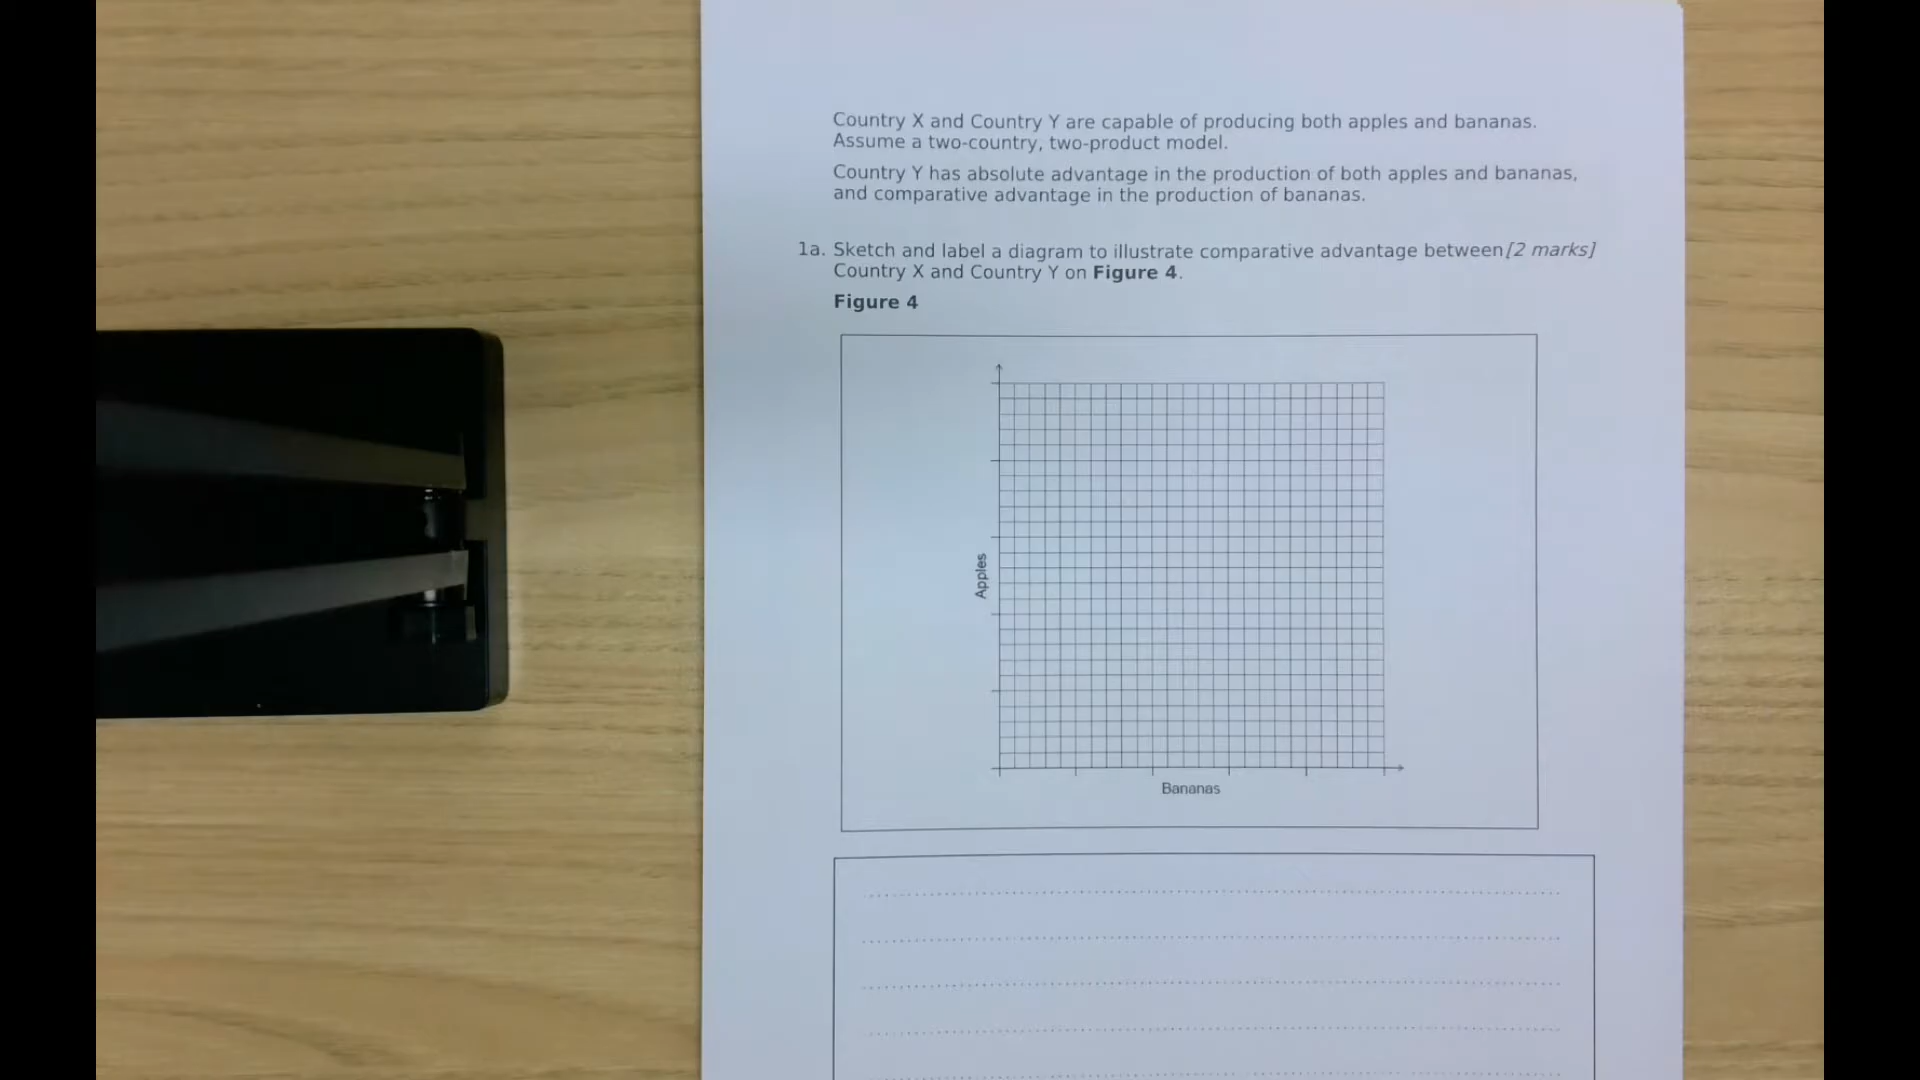 Country X and Country Y are capable of producing both apples and bananas.
Assume a two-country, two-product model.
Country Y has absolute advantage in the production of both apples and bananas,
and comparative advantage in the production of bananas.
1a. Sketch and label a diagram to illustrate comparative advantage between [2 marks]
Country X and Country Y on Figure 4.
Figure 4
Apples
Bananas